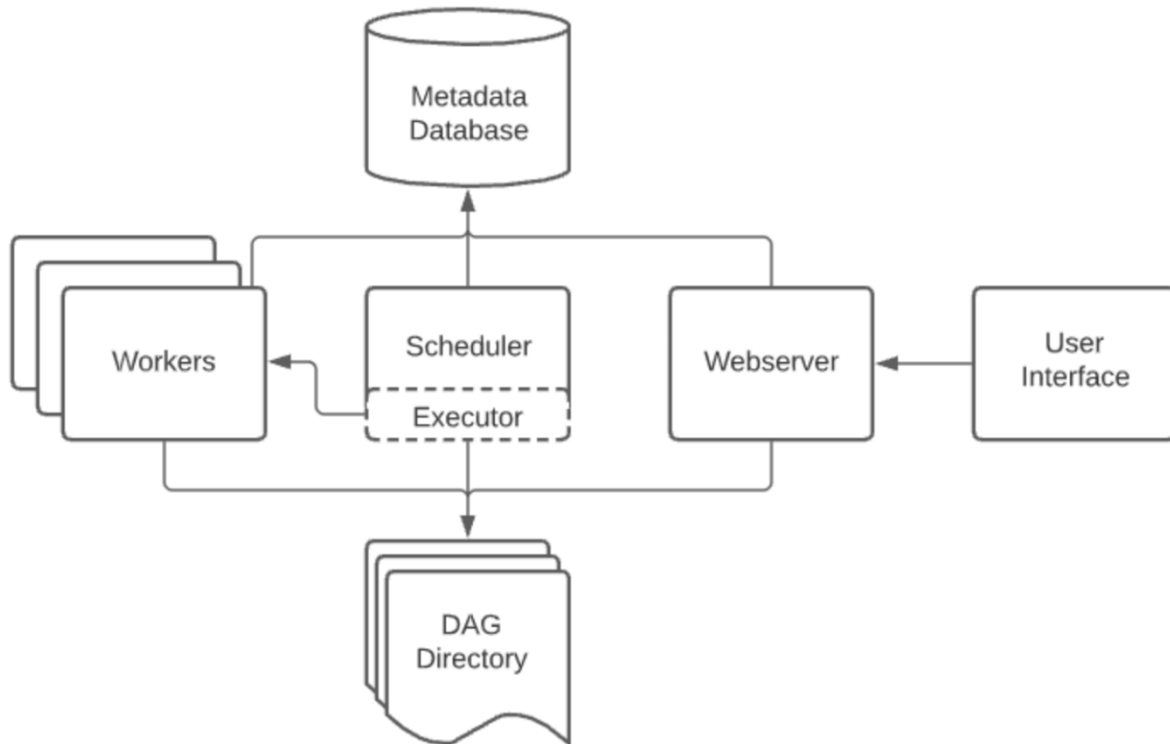 Metadata
Database
Workers
Scheduler
Executor
Webserver
User
Interface
DAG
Directory